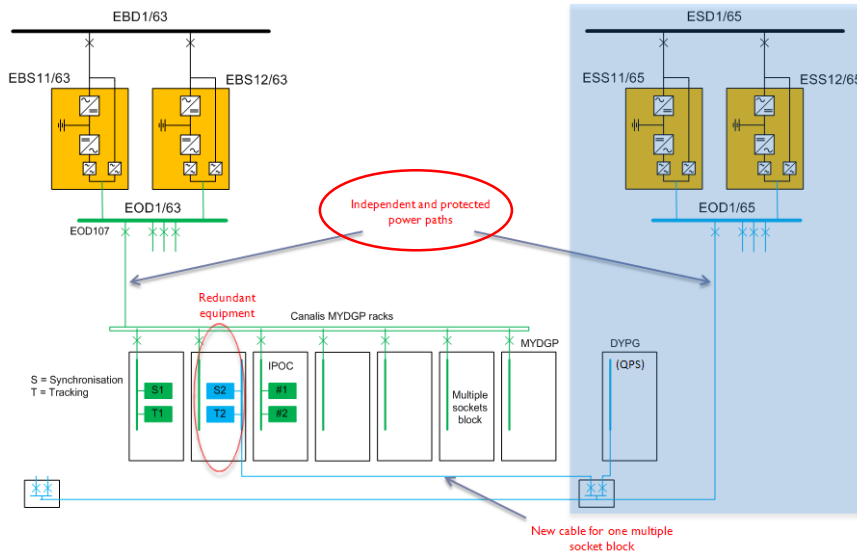 EBD1/63
ESD1/65
EBS11/63
EBS12/63
ESS11/65
ESS12/65
Independent and protected
power paths
EOD1/63
EOD1/65
EOD107
Redundant
equipment
Canalis MYDGP racks
MYDGP
DYPG
(QPS)
S = Synchronisation
T = Tracking
IPOC
S1
S2
#1
T1
T2
#2
Multiple
sockets
block
New cable for one multiple
socket block